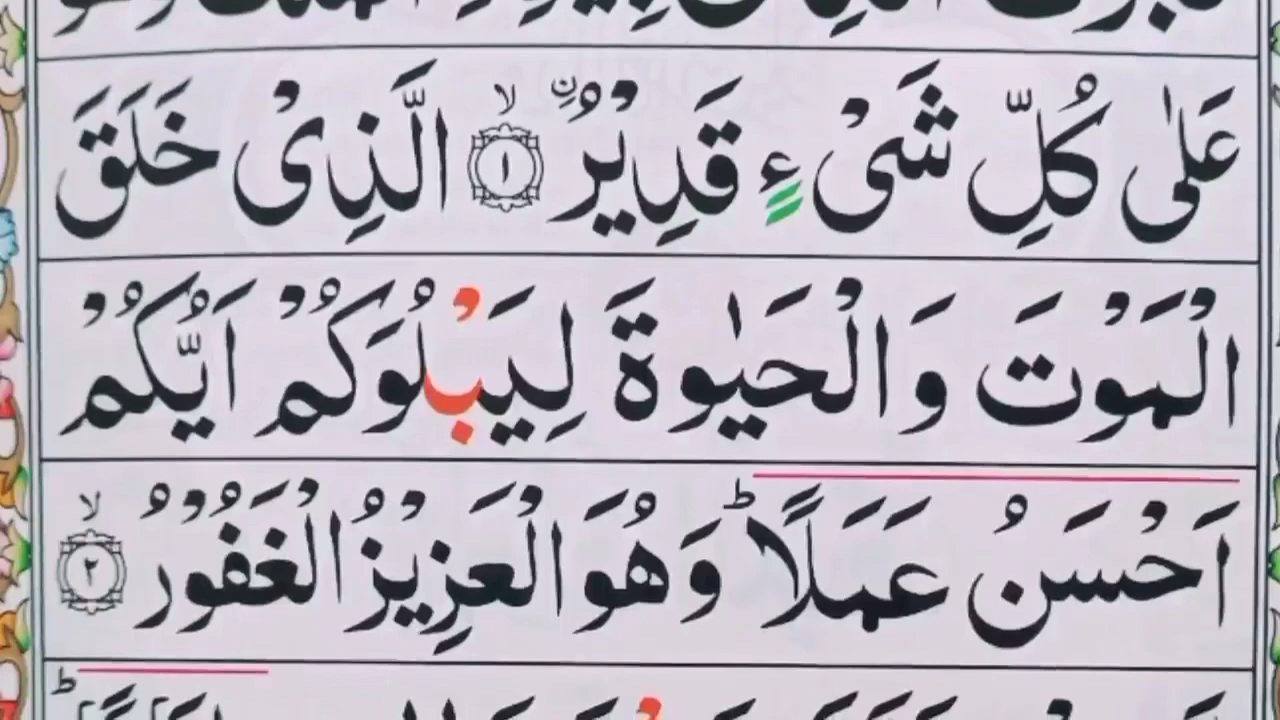 عَلٰی كُلِّ شَیْءٍ قَدِیْرُۨ ۙ﴿۱﴾ الَّذِیْ خَلَقَ
الْمَوْتَ وَالْحَیٰوةَ لِیَبْلُوَكُمْ اَیُّكُمْ
اَحْسَنُ عَمَلًا ؕ وَهُوَ الْعَزِیْزُ الْغَفُوْرُ ۙ﴿۲﴾